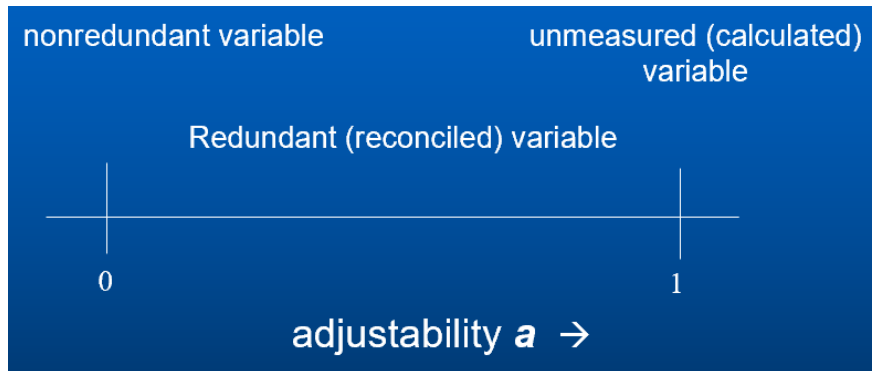 nonredundant variable
unmeasured (calculated)
variable
Redundant (reconciled) variable
0
1
adjustability a →